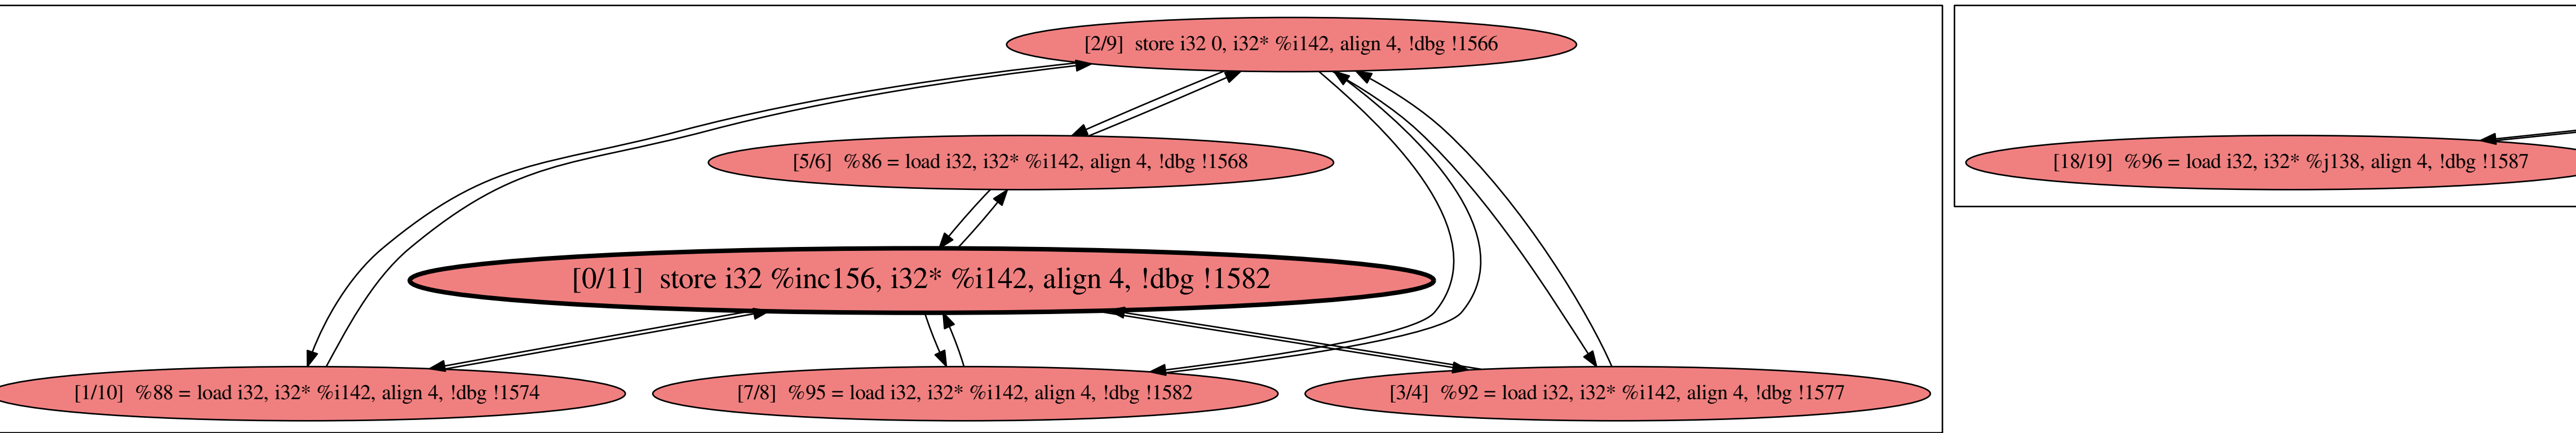 [2/9] store i32 0, i32* %i142, align 4, !dbg !1566
[5/6] %86 = load i32, i32* %i142, align 4, !dbg !1568
[18/19] %96 = load i32, i32* %j138, align 4, !dbg !1587
[0/11] store i32 %inc156, i32* %i142, align 4, !dbg !1582
[1/10] %88 = load i32, i32* %i142, align 4, !dbg !1574
[7/8] %95 = load i32, i32* %i142, align 4, !dbg !1582
[3/4] %92 = load i32, i32* %i142, align 4, !dbg !1577